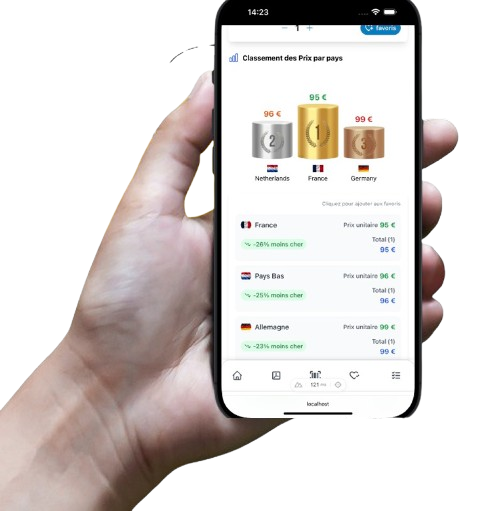 14:23
− 1 +
favoris
Classement des Prix par pays
95 €
96 €
99 €
2
1
3
Netherlands
France
Germany
Cliquez pour ajouter aux favoris
France
Prix unitaire 95 €
-26% moins cher
Total (1)
95 €
Pays Bas
Prix unitaire 96 €
-25% moins cher
Total (1)
96 €
Allemagne
Prix unitaire 99 €
-23% moins cher
Total (1)
99 €
121 ms
localhost